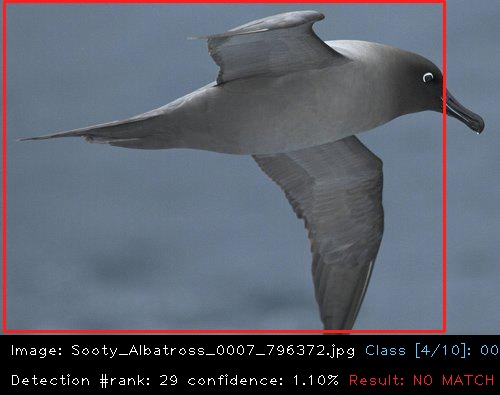 Image: Sooty_Albatross_0007_796372.jpg Class [4/10]: 00
Detection #rank: 29 confidence: 1.10% Result: NO MATCH